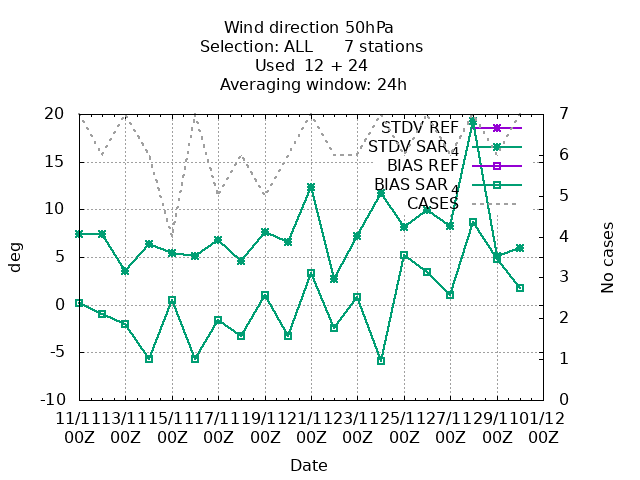 Wind direction 50hPa
Selection: ALL 7 stations
Used 12 + 24
Averaging window: 24h
20 7
15 6
10 5
5 4
0 3
-5 2
-10 1
0
STDV REF
STDV SAR_4
BIAS REF
BIAS SAR_4
CASES
deg
No cases
11/11 13/11 15/11 17/11 19/11 21/11 23/11 25/11 27/11 29/11 01/12
00Z 00Z 00Z 00Z 00Z 00Z 00Z 00Z 00Z 00Z 00Z
Date